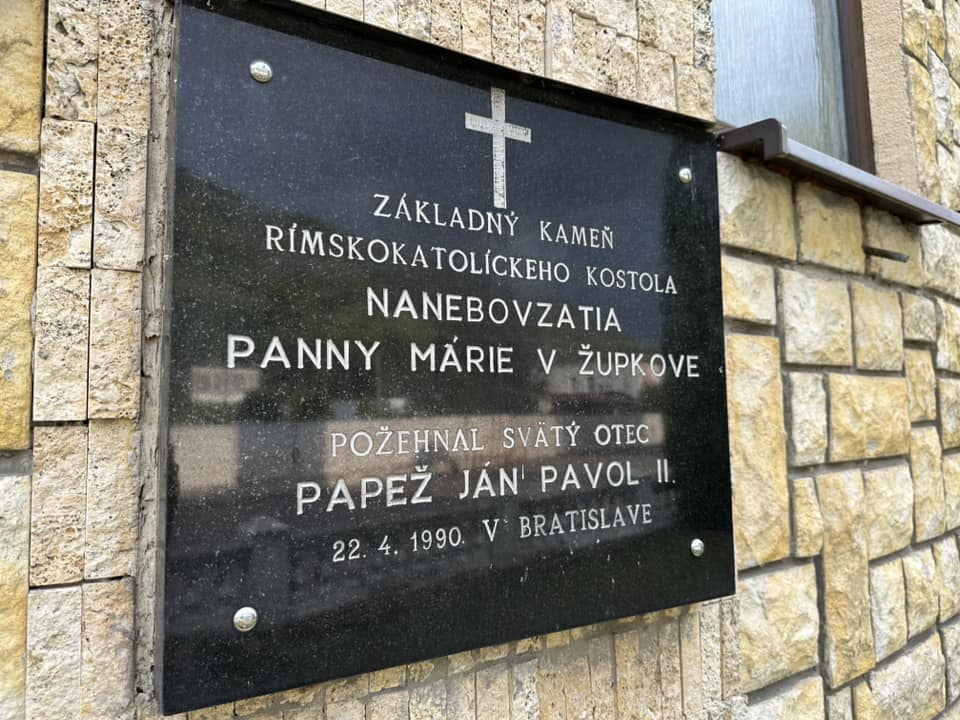 ZÁKLADNÝ KAMEŇ
RÍMSKOKATOLÍCKEHO KOSTOLA
NANEBOVZATIA
PANNY MÁRIE V ŽUPKOVE
POŽEHNAL SVÄTÝ OTEC
PAPEŽ JÁN PAVOL II.
22. 4. 1990. V BRATISLAVE